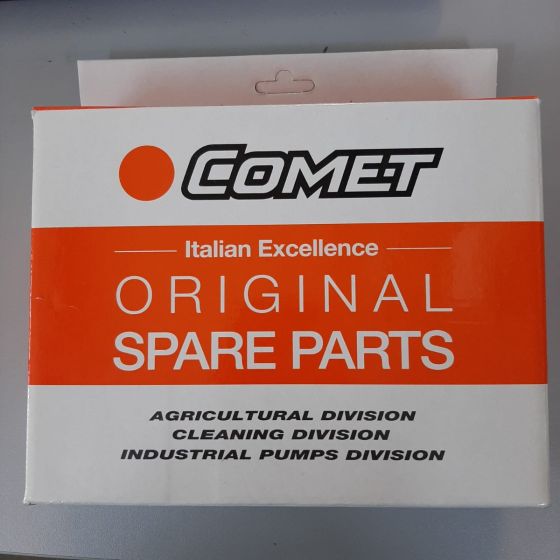 COMET
Italian Excellence
ORIGINAL
SPARE PARTS
AGRICULTURAL DIVISION
CLEANING DIVISION
INDUSTRIAL PUMPS DIVISION